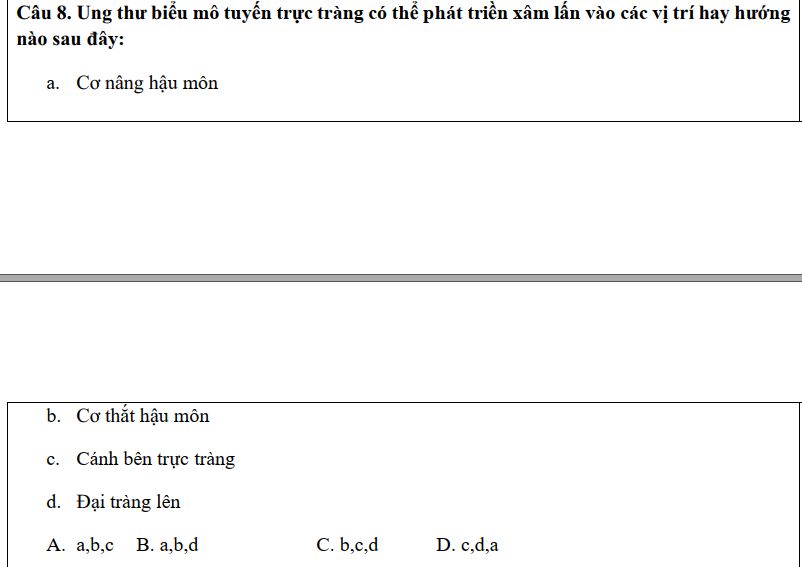 Câu 8. Ung thư biểu mô tuyến trực tràng có thể phát triển xâm lấn vào các vị trí hay hướng
nào sau đây:
a. Cơ nâng hậu môn
b. Cơ thắt hậu môn
c. Cánh bên trực tràng
d. Đại tràng lên
A. a,b,c B. a,b,d C. b,c,d D. c,d,a